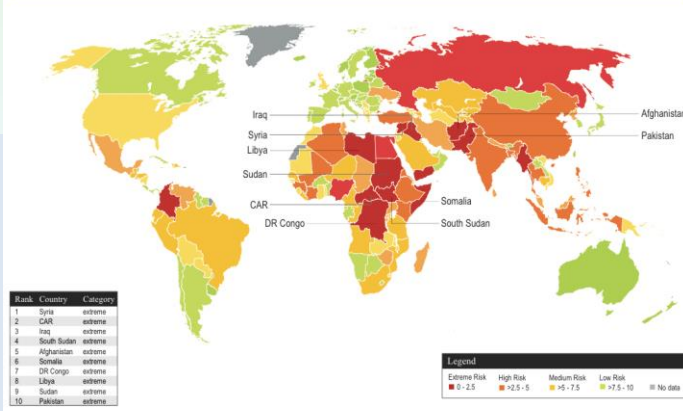 Iraq
Afghanistan
Syria
Pakistan
Libya
Sudan
CAR
Somalia
DR Congo
South Sudan
Rank Country Category
1 Syria extreme
2 CAR extreme
3 Iraq extreme
4 South Sudan extreme
5 Afghanistan extreme
6 Somalia extreme
7 DR Congo extreme
8 Libya extreme
9 Sudan extreme
10 Pakistan extreme
Legend
Extreme Risk High Risk Medium Risk Low Risk
0 - 2.5 >2.5 - 5 >5 - 7.5 >7.5 - 10 No data